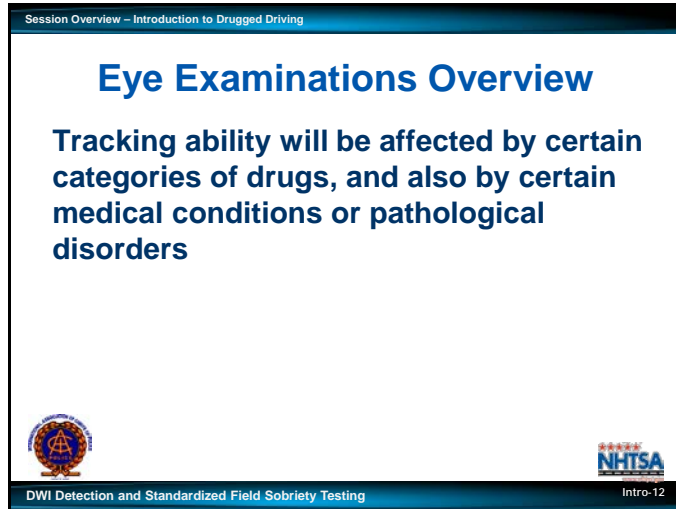 Session Overview – Introduction to Drugged Driving
Eye Examinations Overview
Tracking ability will be affected by certain
categories of drugs, and also by certain
medical conditions or pathological
disorders
NHTSA
DWI Detection and Standardized Field Sobriety Testing
Intro-12